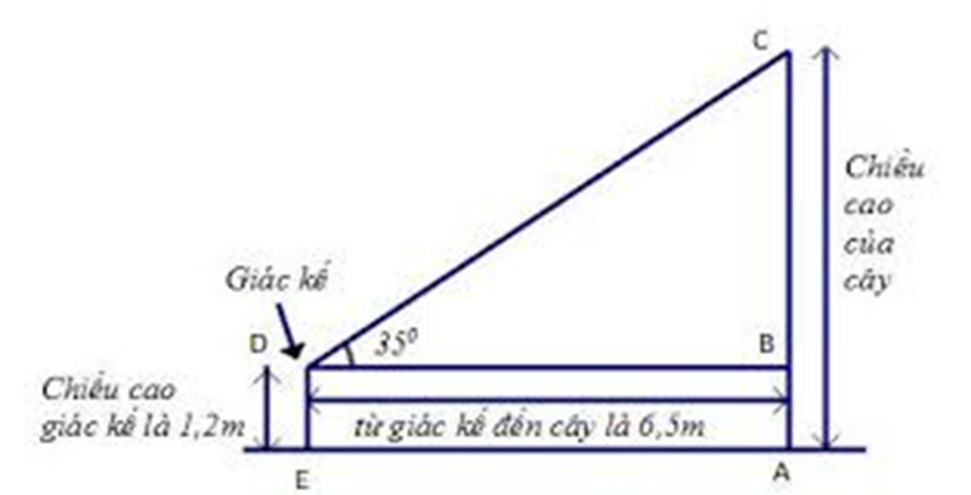 C
Chiều
cao
của
cây
Giác kế
D
35⁰
B
Chiều cao
giác kế là 1,2m
từ giác kế đến cây là 6,5m
E
A